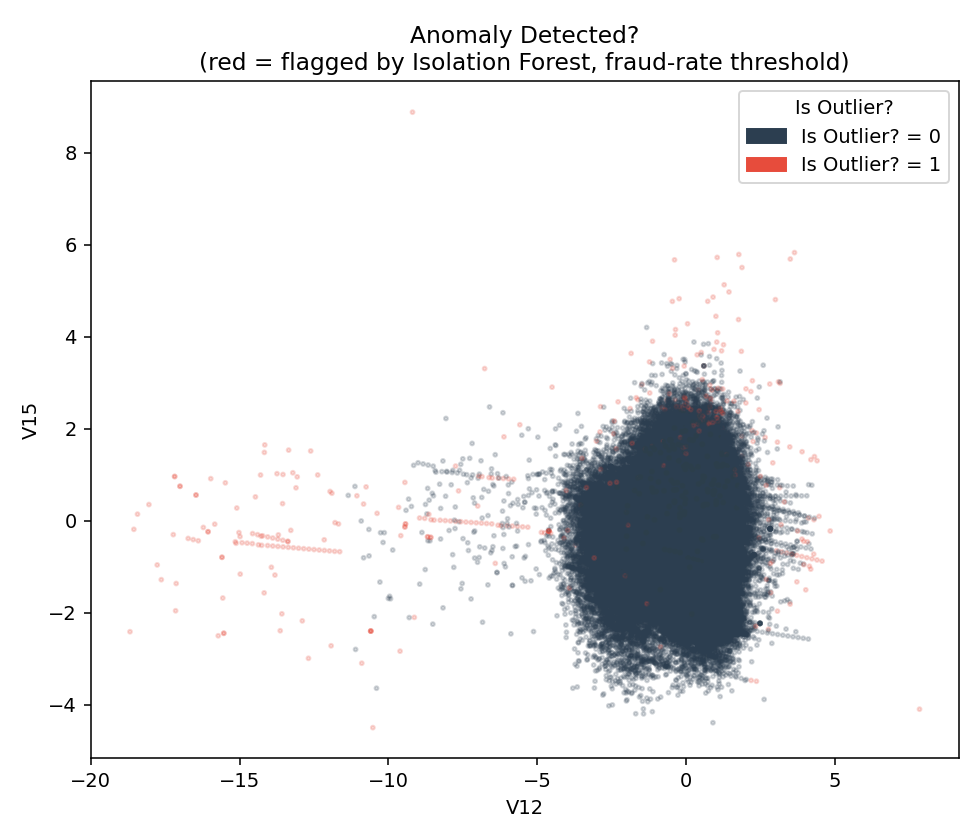 Anomaly Detected?
(red = flagged by Isolation Forest, fraud-rate threshold)
Is Outlier?
Is Outlier? = 0
Is Outlier? = 1
V15
8
6
4
2
0
−2
−4
−20
−15
−10
−5
0
5
V12